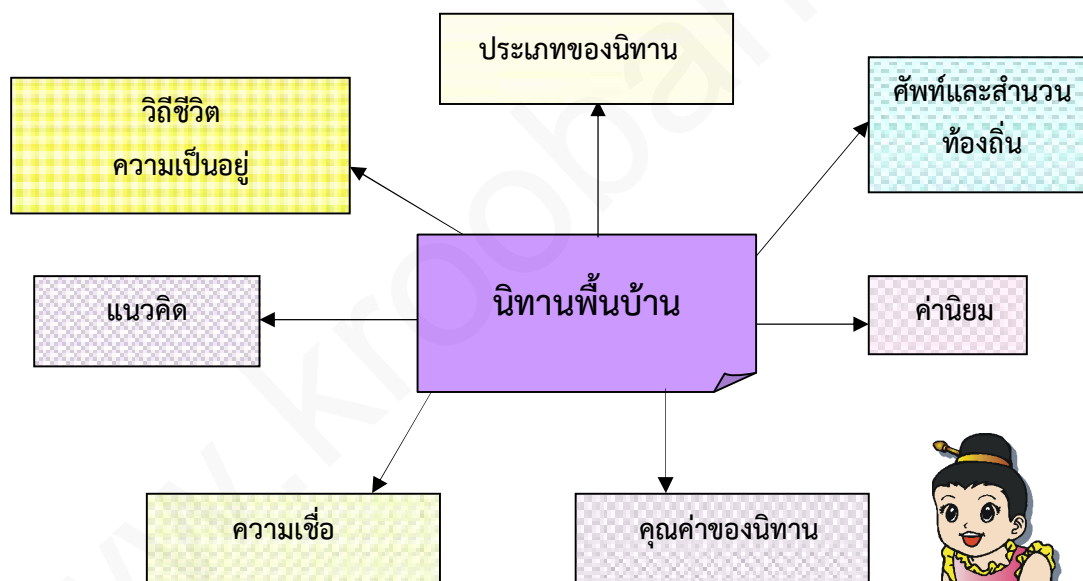 ประเภทของนิทาน
วิถีชีวิต
ความเป็นอยู่
ศัพท์และสำนวน
ท้องถิ่น
นิทานพื้นบ้าน
แนวคิด
ค่านิยม
ความเชื่อ
คุณค่าของนิทาน